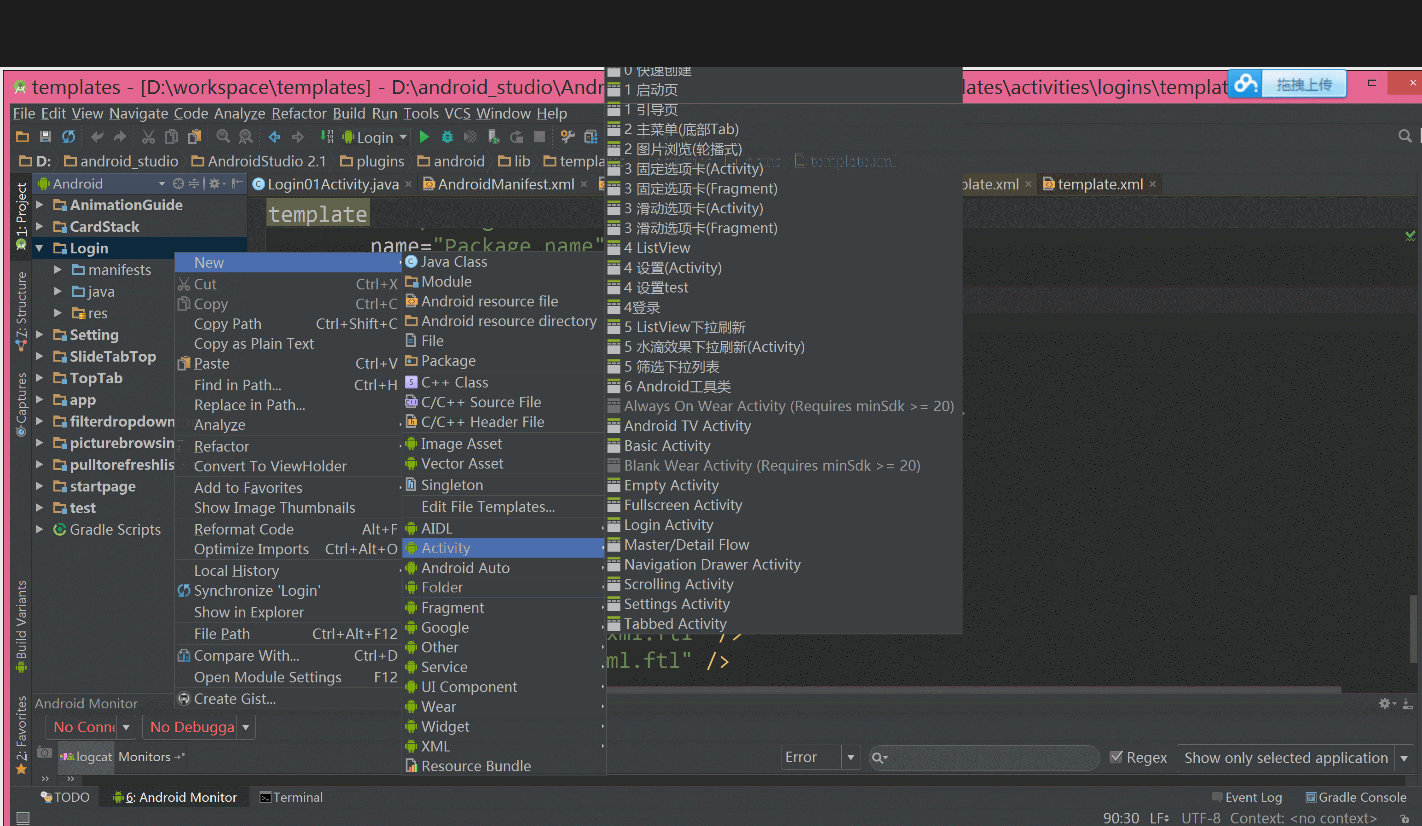 templates - [D:\workspace\templates] - D:\android_studio\Andr
lates\activities\logins\templat
拖拽上传
File Edit View Navigate Code Analyze Refactor Build Run Tools VCS Window Help
Login
D: android_studio AndroidStudio 2.1 plugins android lib templa
Android
Login01Activity.java
AndroidManifest.xml
plate.xml
template.xml
1: Project
Z: Structure
Captures
Build Variants
2: Favorites
AnimationGuide
CardStack
Login
manifests
java
res
Setting
SlideTabTop
TopTab
app
filterdropdown
picturebrowsin
pulltorefreshlis
startpage
test
Gradle Scripts
template
name="Package name"
New
Cut Ctrl+X
Copy Ctrl+C
Copy Path Ctrl+Shift+C
Copy as Plain Text
Paste Ctrl+V
Find in Path... Ctrl+H
Replace in Path...
Analyze
Refactor
Convert To ViewHolder
Add to Favorites
Show Image Thumbnails
Reformat Code Alt+F
Optimize Imports Ctrl+Alt+O
Local History
Synchronize 'Login'
Show in Explorer
File Path Ctrl+Alt+F12
Compare With... Ctrl+D
Open Module Settings F12
Create Gist...
Java Class
Module
Android resource file
Android resource directory
File
Package
C++ Class
C/C++ Source File
C/C++ Header File
Image Asset
Vector Asset
Singleton
Edit File Templates...
AIDL
Activity
Android Auto
Folder
Fragment
Google
Other
Service
UI Component
Wear
Widget
XML
Resource Bundle
0 快速创建
1 启动页
1 引导页
2 主菜单(底部Tab)
2 图片浏览(轮播式)
3 固定选项卡(Activity)
3 固定选项卡(Fragment)
3 滑动选项卡(Activity)
3 滑动选项卡(Fragment)
4 ListView
4 设置(Activity)
4 设置test
4登录
5 ListView下拉刷新
5 水滴效果下拉刷新(Activity)
5 筛选下拉列表
6 Android工具类
Always On Wear Activity (Requires minSdk >= 20)
Android TV Activity
Basic Activity
Blank Wear Activity (Requires minSdk >= 20)
Empty Activity
Fullscreen Activity
Login Activity
Master/Detail Flow
Navigation Drawer Activity
Scrolling Activity
Settings Activity
Tabbed Activity
xml.ftl" />
ml.ftl" />
Android Monitor
No Conne
No Debugga
logcat Monitors
Error
Regex
Show only selected application
TODO
6: Android Monitor
Terminal
Event Log
Gradle Console
90:30 LF UTF-8 Context: <no context>